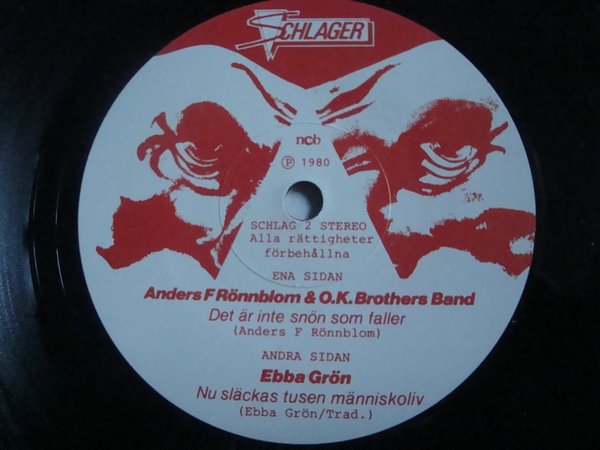 SCHLAGER
ncb
Ⓟ 1980
SCHLAG 2 STEREO
Alla rättigheter
förbehållna
ENA SIDAN
Anders F Rönnblom & O.K. Brothers Band
Det är inte snön som faller
(Anders F Rönnblom)
ANDRA SIDAN
Ebba Grön
Nu släckas tusen människoliv
(Ebba Grön/Trad.)